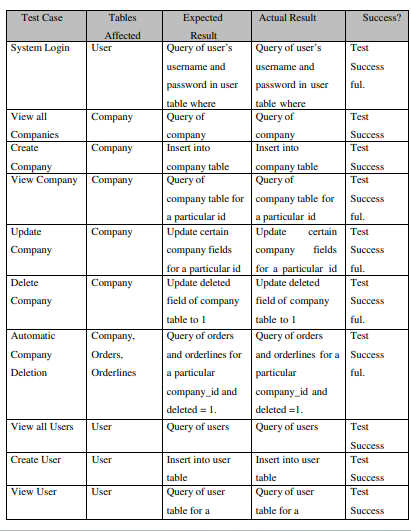 Test Case Tables Affected Expected Result Actual Result Success?
System Login User Query of user's Query of user's Test
username and username and Success
password in user password in user ful.
table where table where
View all Company Query of Query of Test
Companies company company Success
Create Company Insert into Insert into Test
Company company table company table Success
View Company Company Query of Query of Test
company table for company table for Success
a particular id a particular id ful.
Update Company Update certain Update certain Test
Company company fields company fields Success
for a particular id for a particular id ful.
Delete Company Update deleted Update deleted Test
Company field of company field of company Success
table to 1 table to 1 ful.
Automatic Company, Query of orders Query of orders Test
Company Orders, and orderlines for and orderlines for a Success
Deletion Orderlines a particular particular ful.
company_id and company_id and
deleted = 1. deleted =1.
View all Users User Query of users Query of users Test
Success
Create User User Insert into user Insert into user Test
table table Success
View User User Query of user Query of user Test
table for a table for a Success